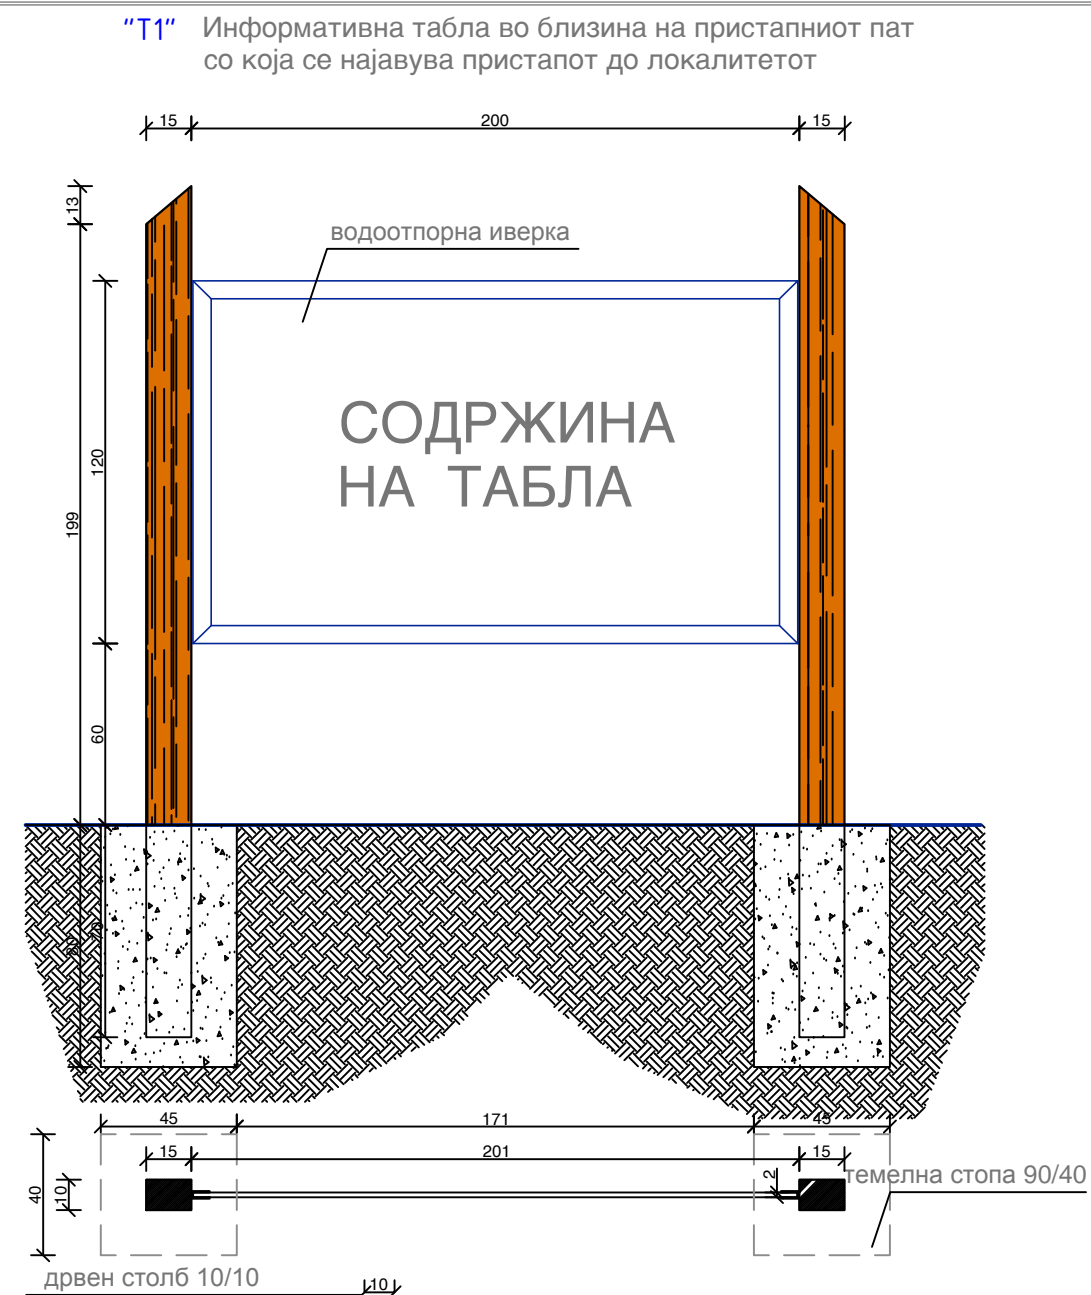 "T1" Информативна табла во близина на пристапниот пат
со која се најавува пристапот до локалитетот
15 200 15
13
водоотпорна иверка
СОДРЖИНА
НА ТАБЛА
120
199
60
80
70
45 171 45
15 201 15
2
темелна стопа 90/40
40
10
дрвен столб 10/10
10